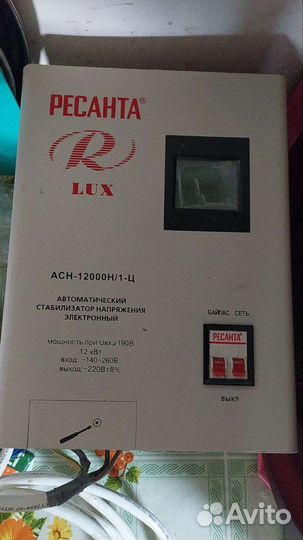 РЕСАНТА®
R
LUX
АСН-12000Н/1-Ц
АВТОМАТИЧЕСКИЙ
СТАБИЛИЗАТОР НАПРЯЖЕНИЯ
ЭЛЕКТРОННЫЙ
мощность при Uвх≥190В
12 кВт
вход:~140-260В
выход:~220В±8%
БАЙПАС СЕТЬ
РЕСАНТА
ВЫКЛ
Avito